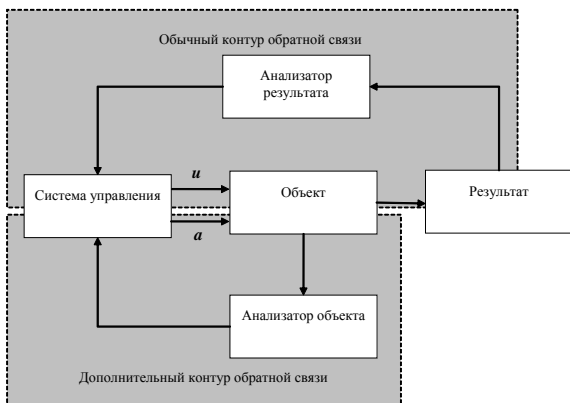 Обычный контур обратной связи
Анализатор
результата
u
Система управления
Объект
Результат
a
Анализатор объекта
Дополнительный контур обратной связи